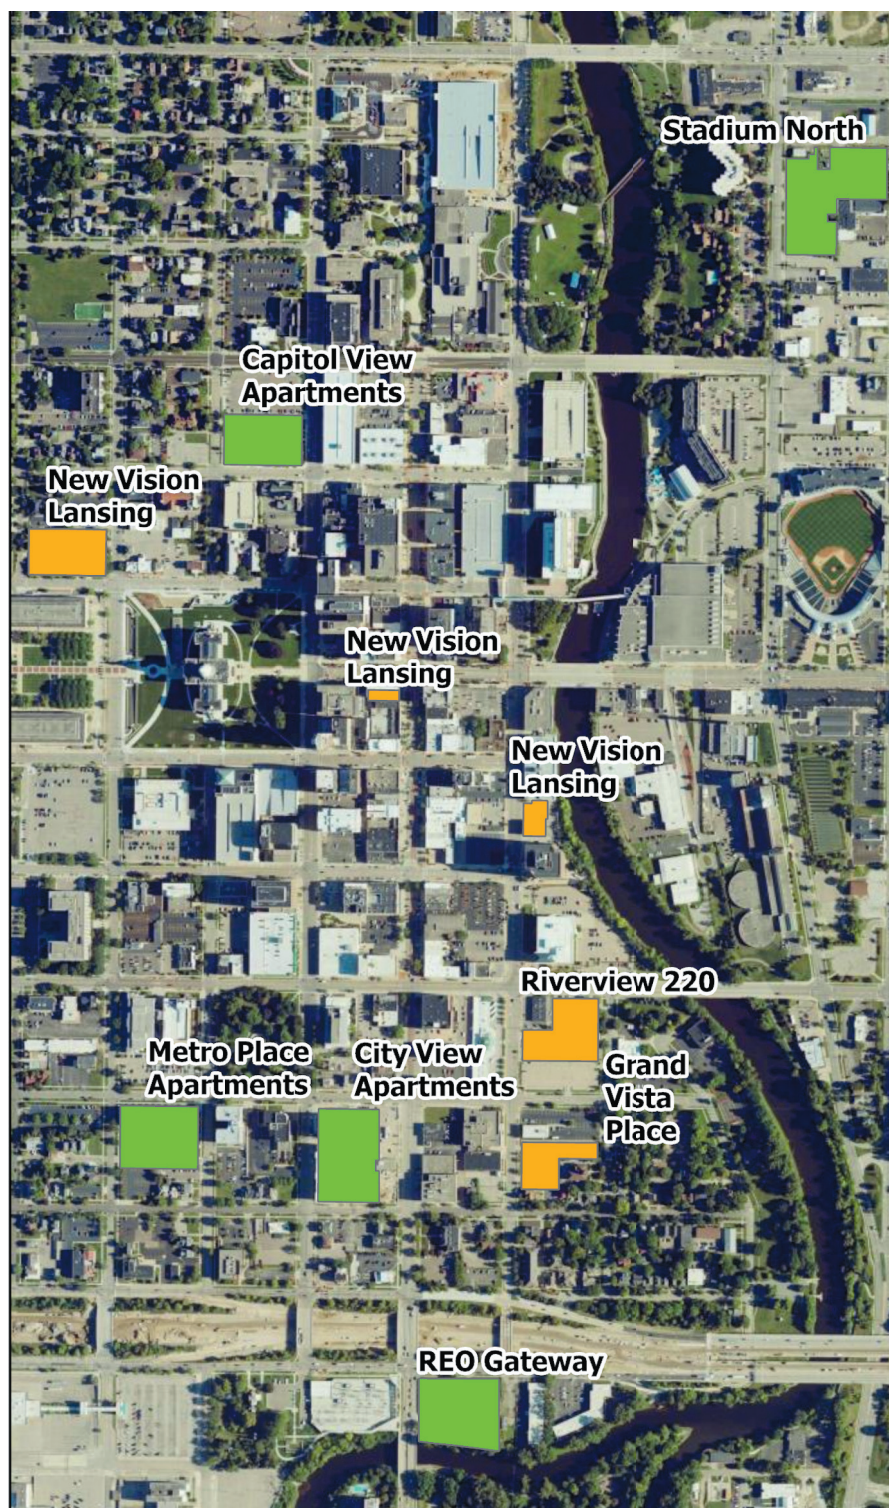 Stadium North
Capitol View
Apartments
New Vision
Lansing
New Vision
Lansing
New Vision
Lansing
Riverview 220
Metro Place
Apartments
City View
Apartments
Grand
Vista
Place
REO Gateway